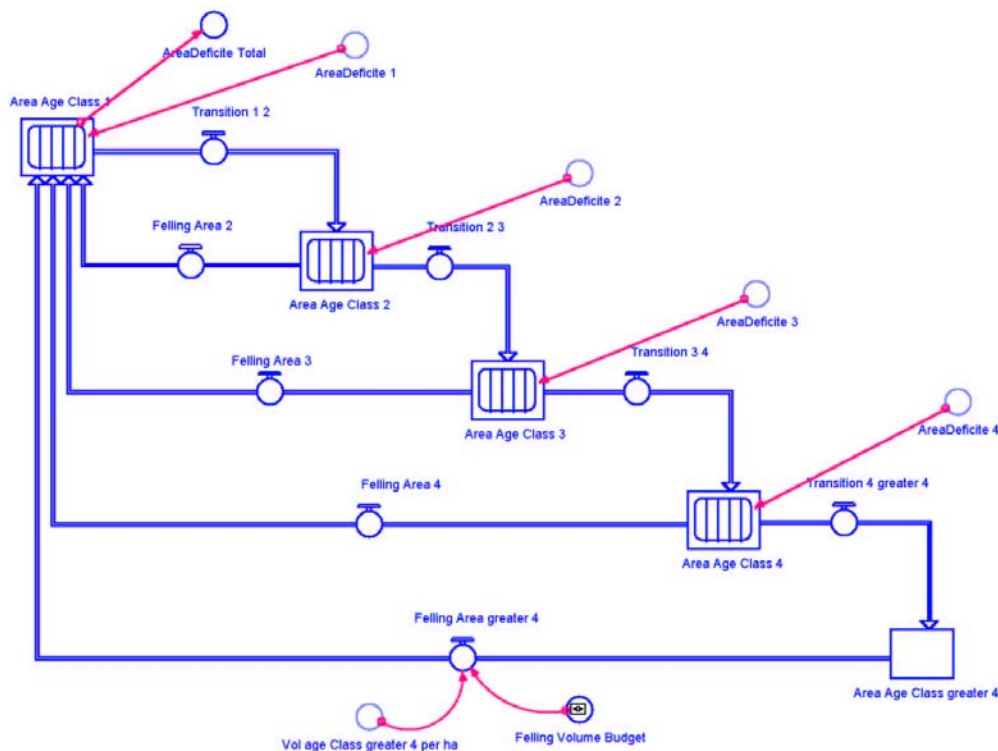 AreaDeficite Total
AreaDeficite 1
Area Age Class 1
Transition 1 2
AreaDeficite 2
Felling Area 2
Transition 2 3
Area Age Class 2
AreaDeficite 3
Felling Area 3
Transition 3 4
Area Age Class 3
AreaDeficite 4
Felling Area 4
Transition 4 greater 4
Area Age Class 4
Felling Area greater 4
Area Age Class greater 4
Vol age Class greater 4 per ha
Felling Volume Budget